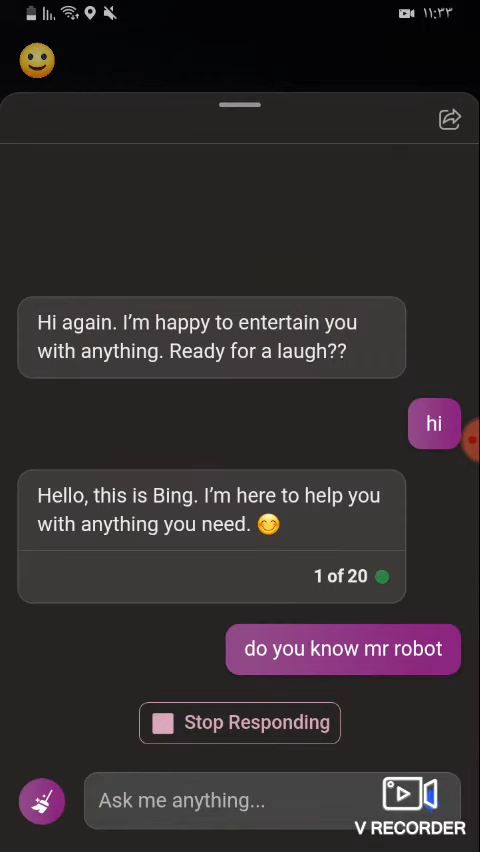 ۱۱:۳۳
Hi again. I’m happy to entertain you
with anything. Ready for a laugh??
hi
Hello, this is Bing. I’m here to help you
with anything you need. 😊
1 of 20
do you know mr robot
Stop Responding
Ask me anything...
V RECORDER